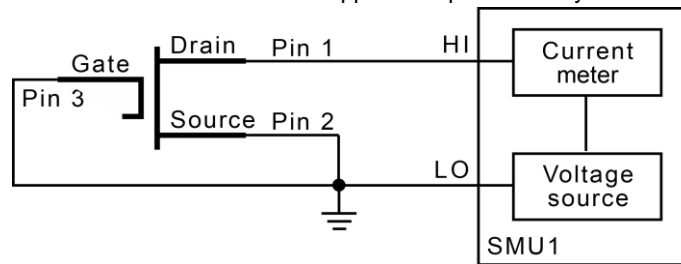 Drain
Pin 1
HI
Current
meter
Gate
Pin 3
Source
Pin 2
LO
Voltage
source
SMU1